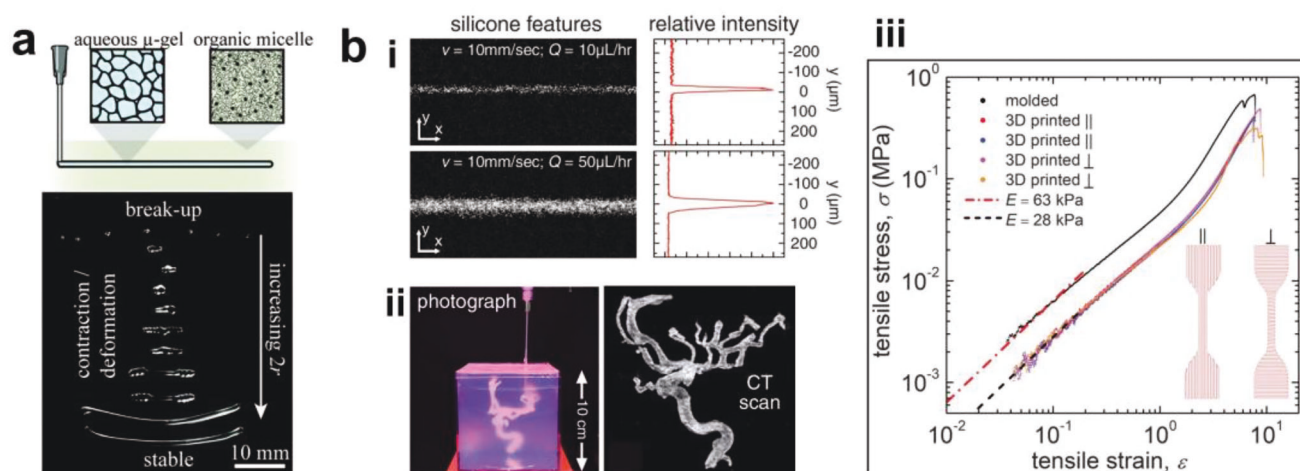 a
aqueous μ-gel organic micelle
break-up
contraction /
deformation
increasing 2r
stable
10 mm
b
i
silicone features
relative intensity
v = 10mm/sec; Q = 10μL/hr
y
x
-200
-100
0
100
200
y (μm)
v = 10mm/sec; Q = 50μL/hr
y
x
-200
-100
0
100
200
y (μm)
ii
photograph
10 cm
CT
scan
iii
molded
3D printed ||
3D printed ||
3D printed ⊥
3D printed ⊥
E = 63 kPa
E = 28 kPa
|| ⊥
10⁰
10⁻¹
10⁻²
10⁻³
tensile stress, σ (MPa)
10⁻² 10⁻¹ 10⁰ 10¹
tensile strain, ε